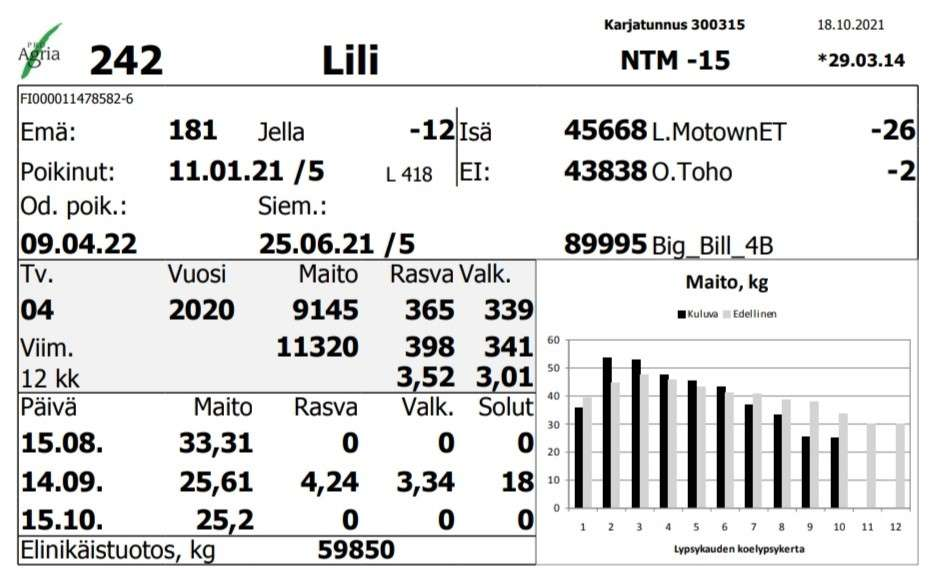 Karjatunnus 300315 18.10.2021
PRO Agria 242 Lili NTM -15 *29.03.14
FI000011478582-6
Emä: 181 Jella -12 Isä 45668 L.MotownET -26
Poikinut: 11.01.21 /5 L 418 EI: 43838 O.Toho -2
Od. poik.: Siem.:
09.04.22 25.06.21 /5 89995 Big_Bill_4B
Tv. Vuosi Maito Rasva Valk.
04 2020 9145 365 339
Viim. 11320 398 341
12 kk 3,52 3,01
Päivä Maito Rasva Valk. Solut
15.08. 33,31 0 0 0
14.09. 25,61 4,24 3,34 18
15.10. 25,2 0 0 0
Elinikäistuotos, kg 59850
Maito, kg
Kuluva Edellinen
60
50
40
30
20
10
0
1 2 3 4 5 6 7 8 9 10 11 12
Lypsykauden koelypsykerta